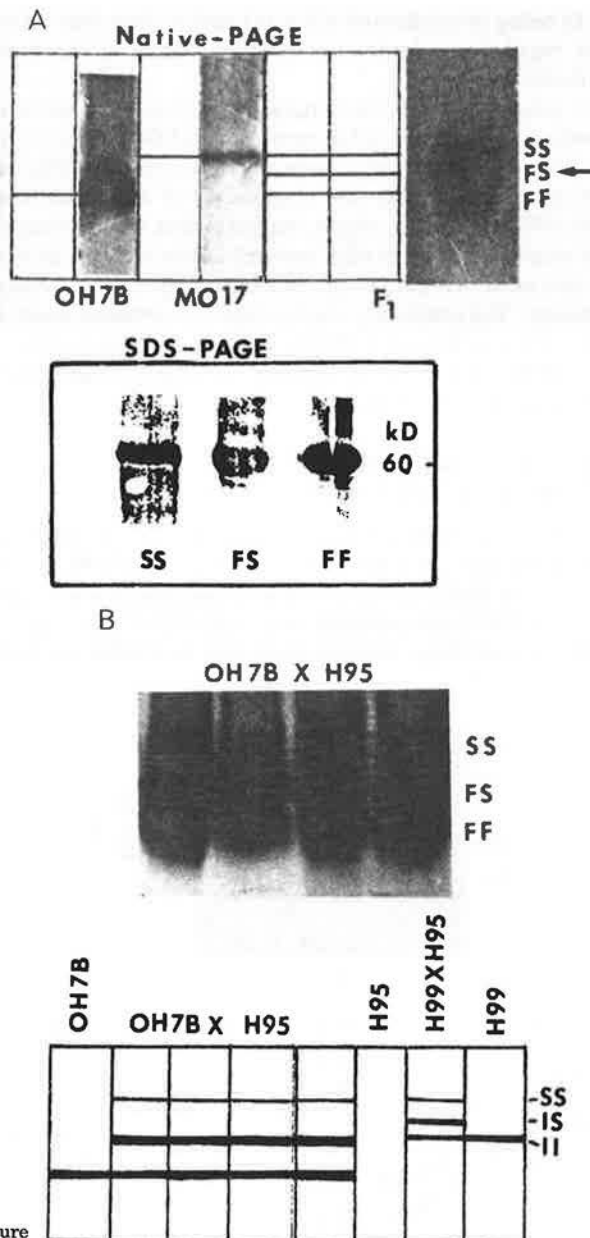 A
Native-PAGE
SS
FS
FF
OH7B MO17 F1
SDS-PAGE
kD
60
SS FS FF
B
OH7B X H95
SS
FS
FF
OH7B
OH7B X H95
H95
H99XH95
H99
-SS
-IS
-II
ure